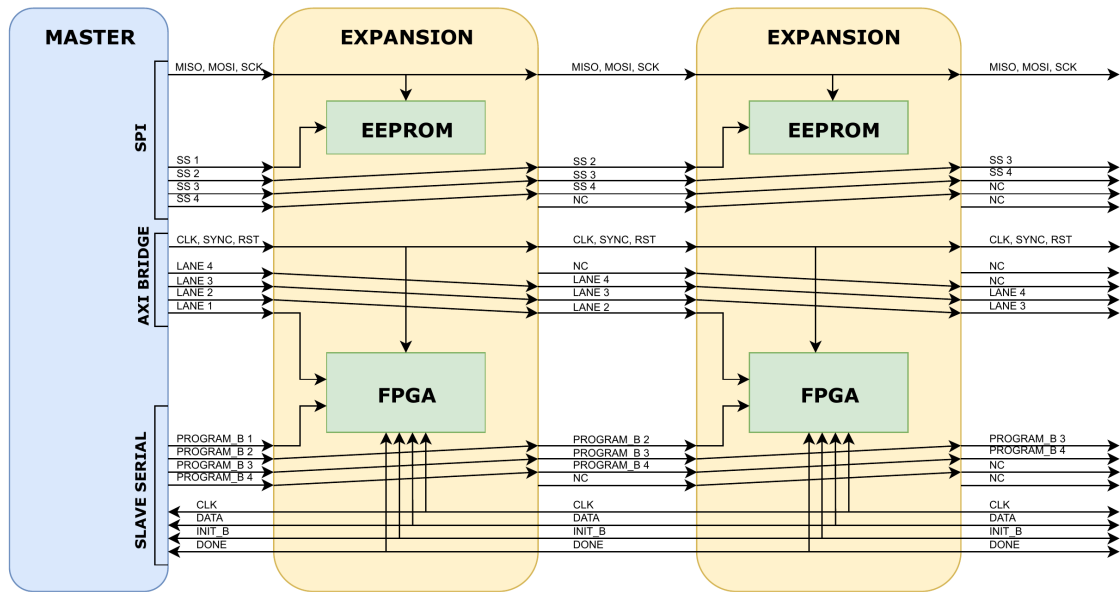 MASTER EXPANSION EXPANSION
MISO, MOSI, SCK MISO, MOSI, SCK MISO, MOSI, SCK
SPI
EEPROM EEPROM
SS 1 SS 2 SS 3
SS 2 SS 3 SS 4
SS 3 SS 4 NC
SS 4 NC NC
AXI BRIDGE
CLK, SYNC, RST CLK, SYNC, RST CLK, SYNC, RST
LANE 4 NC NC
LANE 3 LANE 4 NC
LANE 2 LANE 3 LANE 4
LANE 1 LANE 2 LANE 3
FPGA FPGA
SLAVE SERIAL
PROGRAM_B 1 PROGRAM_B 2 PROGRAM_B 3
PROGRAM_B 2 PROGRAM_B 3 PROGRAM_B 4
PROGRAM_B 3 PROGRAM_B 4 NC
PROGRAM_B 4 NC NC
CLK CLK CLK
DATA DATA DATA
INIT_B INIT_B INIT_B
DONE DONE DONE